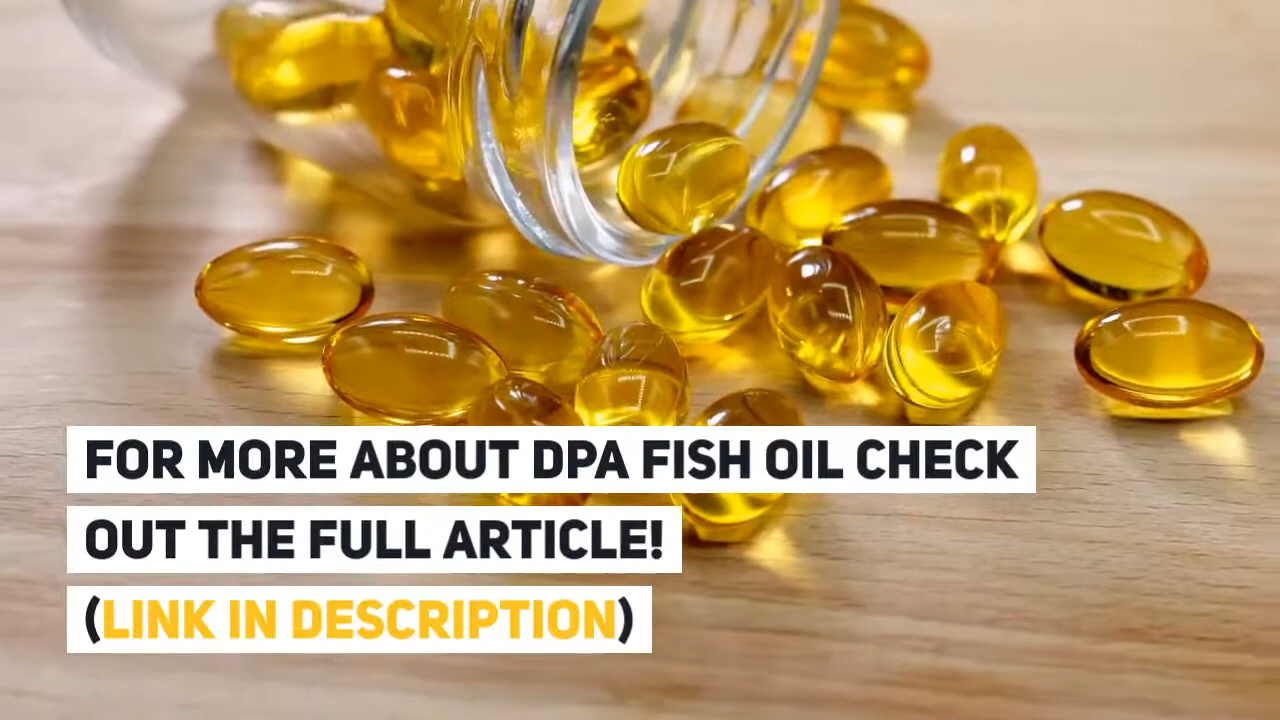 FOR MORE ABOUT DPA FISH OIL CHECK
OUT THE FULL ARTICLE!
(LINK IN DESCRIPTION)